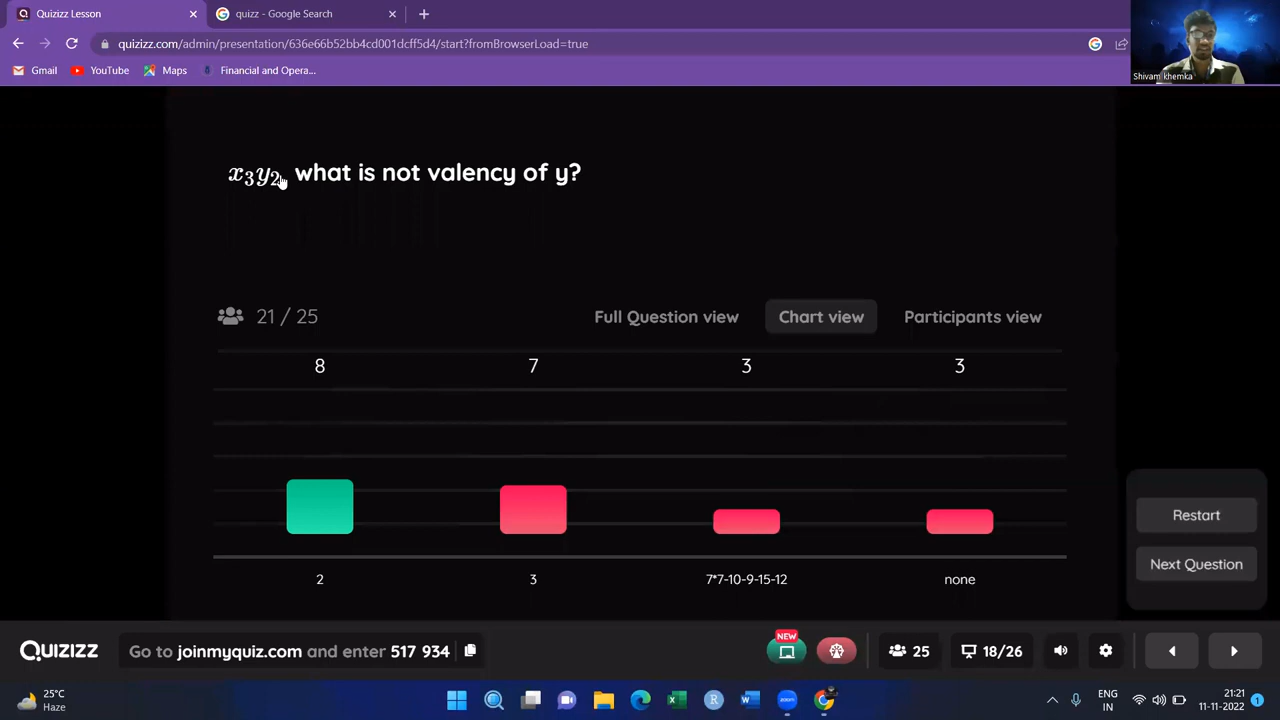 Quizizz Lesson
quizz - Google Search
quizizz.com/admin/presentation/636e66b52bb4cd001dcff5d4/start?fromBrowserLoad=true
Gmail YouTube Maps Financial and Opera...
Shivam khemka
x₃y₂, what is not valency of y?
21 / 25
Full Question view Chart view Participants view
8 7 3 3
2 3 7*7-10-9-15-12 none
Restart
Next Question
Quizizz
Go to joinmyquiz.com and enter 517 934
NEW
25
18/26
25°C
Haze
zoom
ENG
IN
21:21
11-11-2022
1